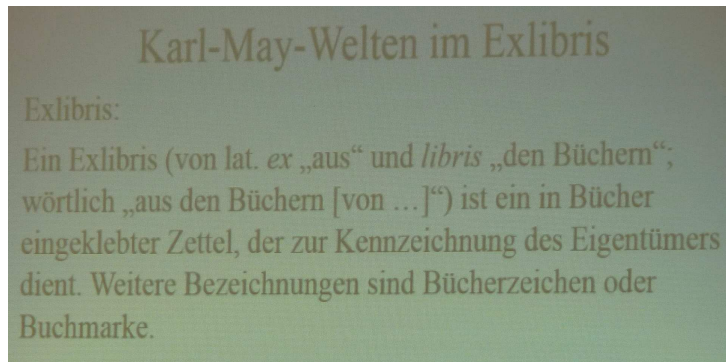 Karl-May-Welten im Exlibris
Exlibris:
Ein Exlibris (von lat. ex „aus“ und libris „den Büchern“;
wörtlich „aus den Büchern [von …]“) ist ein in Bücher
eingeklebter Zettel, der zur Kennzeichnung des Eigentümers
dient. Weitere Bezeichnungen sind Bücherzeichen oder
Buchmarke.